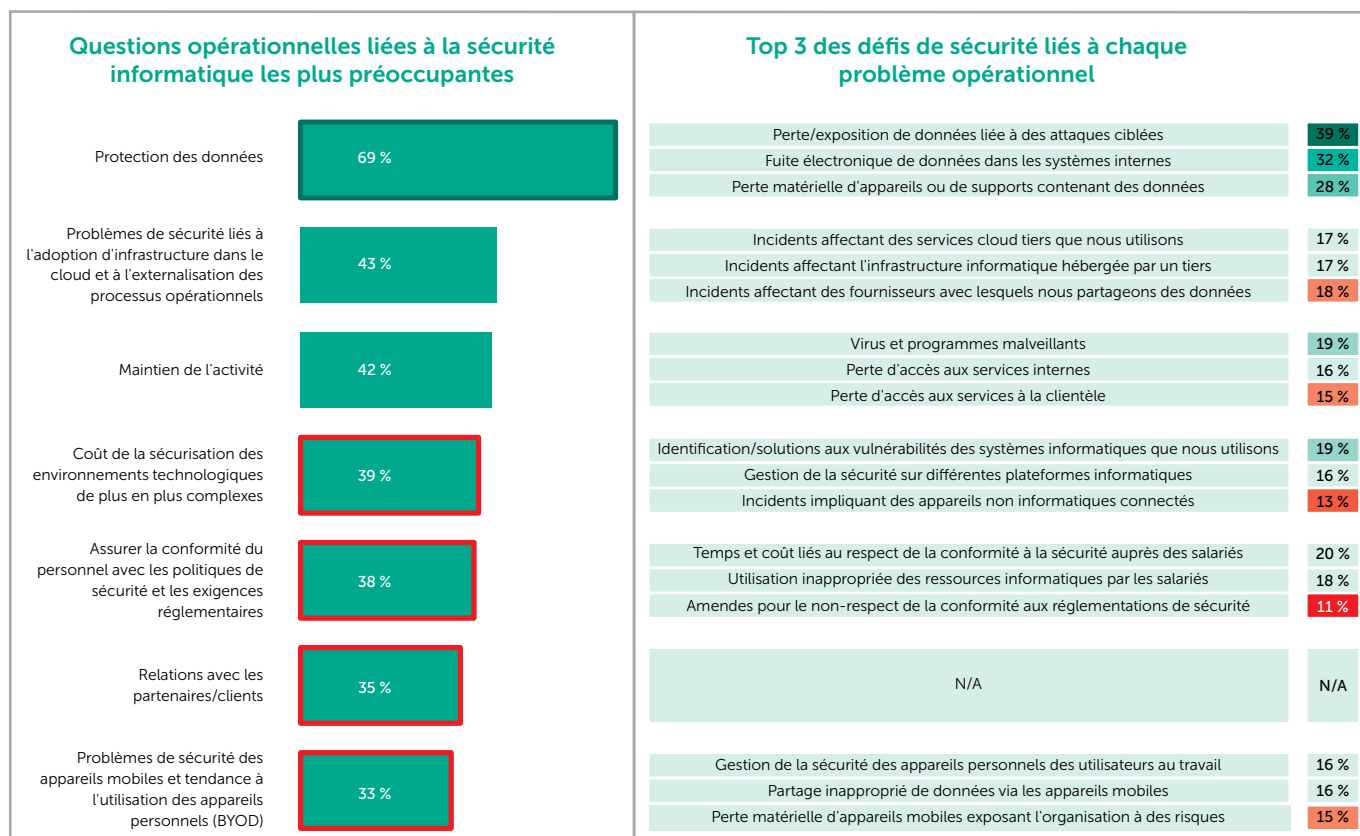 Questions opérationnelles liées à la sécurité
informatique les plus préoccupantes
Top 3 des défis de sécurité liés à chaque
problème opérationnel
Protection des données
69 %
Perte/exposition de données liée à des attaques ciblées
39 %
Fuite électronique de données dans les systèmes internes
32 %
Perte matérielle d'appareils ou de supports contenant des données
28 %
Problèmes de sécurité liés à
l'adoption d'infrastructure dans le
cloud et à l'externalisation des
processus opérationnels
43 %
Incidents affectant des services cloud tiers que nous utilisons
17 %
Incidents affectant l'infrastructure informatique hébergée par un tiers
17 %
Incidents affectant des fournisseurs avec lesquels nous partageons des données
18 %
Maintien de l'activité
42 %
Virus et programmes malveillants
19 %
Perte d'accès aux services internes
16 %
Perte d'accès aux services à la clientèle
15 %
Coût de la sécurisation des
environnements technologiques
de plus en plus complexes
39 %
Identification/solutions aux vulnérabilités des systèmes informatiques que nous utilisons
19 %
Gestion de la sécurité sur différentes plateformes informatiques
16 %
Incidents impliquant des appareils non informatiques connectés
13 %
Assurer la conformité du
personnel avec les politiques de
sécurité et les exigences
réglementaires
38 %
Temps et coût liés au respect de la conformité à la sécurité auprès des salariés
20 %
Utilisation inappropriée des ressources informatiques par les salariés
18 %
Amendes pour le non-respect de la conformité aux réglementations de sécurité
11 %
Relations avec les
partenaires/clients
35 %
N/A
N/A
Problèmes de sécurité des
appareils mobiles et tendance à
l'utilisation des appareils
personnels (BYOD)
33 %
Gestion de la sécurité des appareils personnels des utilisateurs au travail
16 %
Partage inapproprié de données via les appareils mobiles
16 %
Perte matérielle d'appareils mobiles exposant l'organisation à des risques
15 %